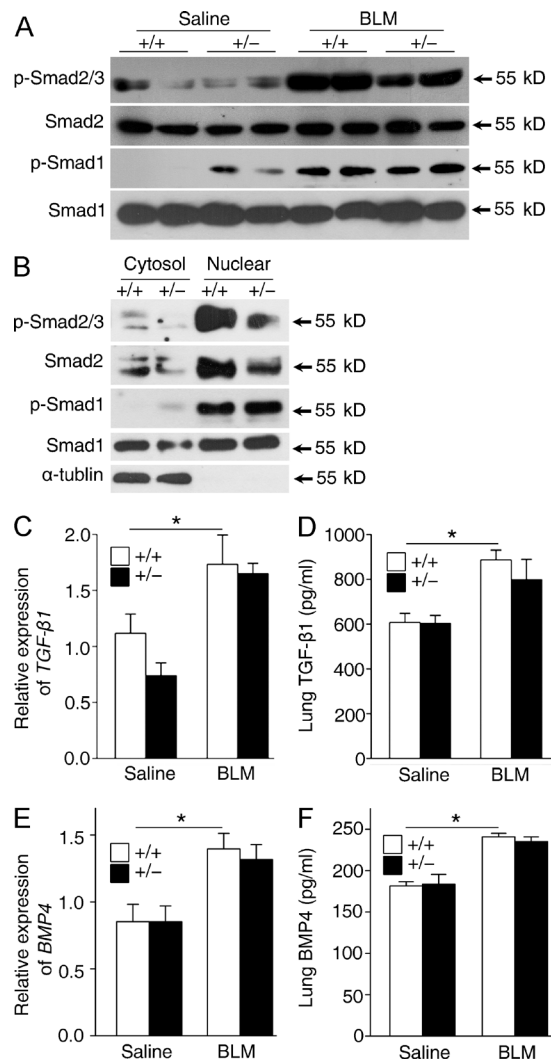 A
Saline BLM
+/+ +/− +/+ +/−
p-Smad2/3 55 kD
Smad2 55 kD
p-Smad1 55 kD
Smad1 55 kD
B
Cytosol Nuclear
+/+ +/− +/+ +/−
p-Smad2/3 55 kD
Smad2 55 kD
p-Smad1 55 kD
Smad1 55 kD
α-tublin 55 kD
C
Relative expression
of TGF-β1
2.0
1.5
1.0
0.5
0.0
*
+/+
+/−
Saline BLM
D
Lung TGF-β1 (pg/ml)
1000
800
600
400
200
0
*
+/+
+/−
Saline BLM
E
Relative expression
of BMP4
1.5
1.0
0.5
0.0
*
+/+
+/−
Saline BLM
F
Lung BMP4 (pg/ml)
250
200
150
100
50
0
*
+/+
+/−
Saline BLM